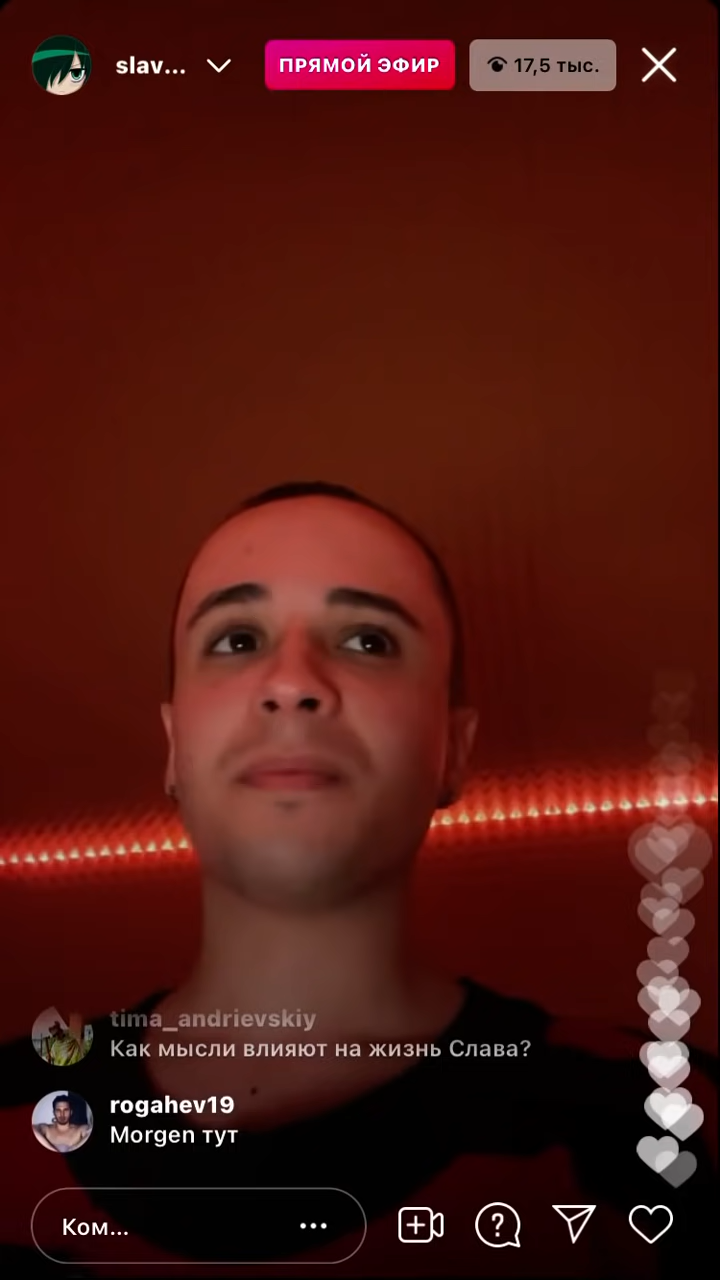 slav...
ПРЯМОЙ ЭФИР
17,5 тыс.
tima_andrievskiy
Как мысли влияют на жизнь Слава?
rogahev19
Morgen тут
Ком...